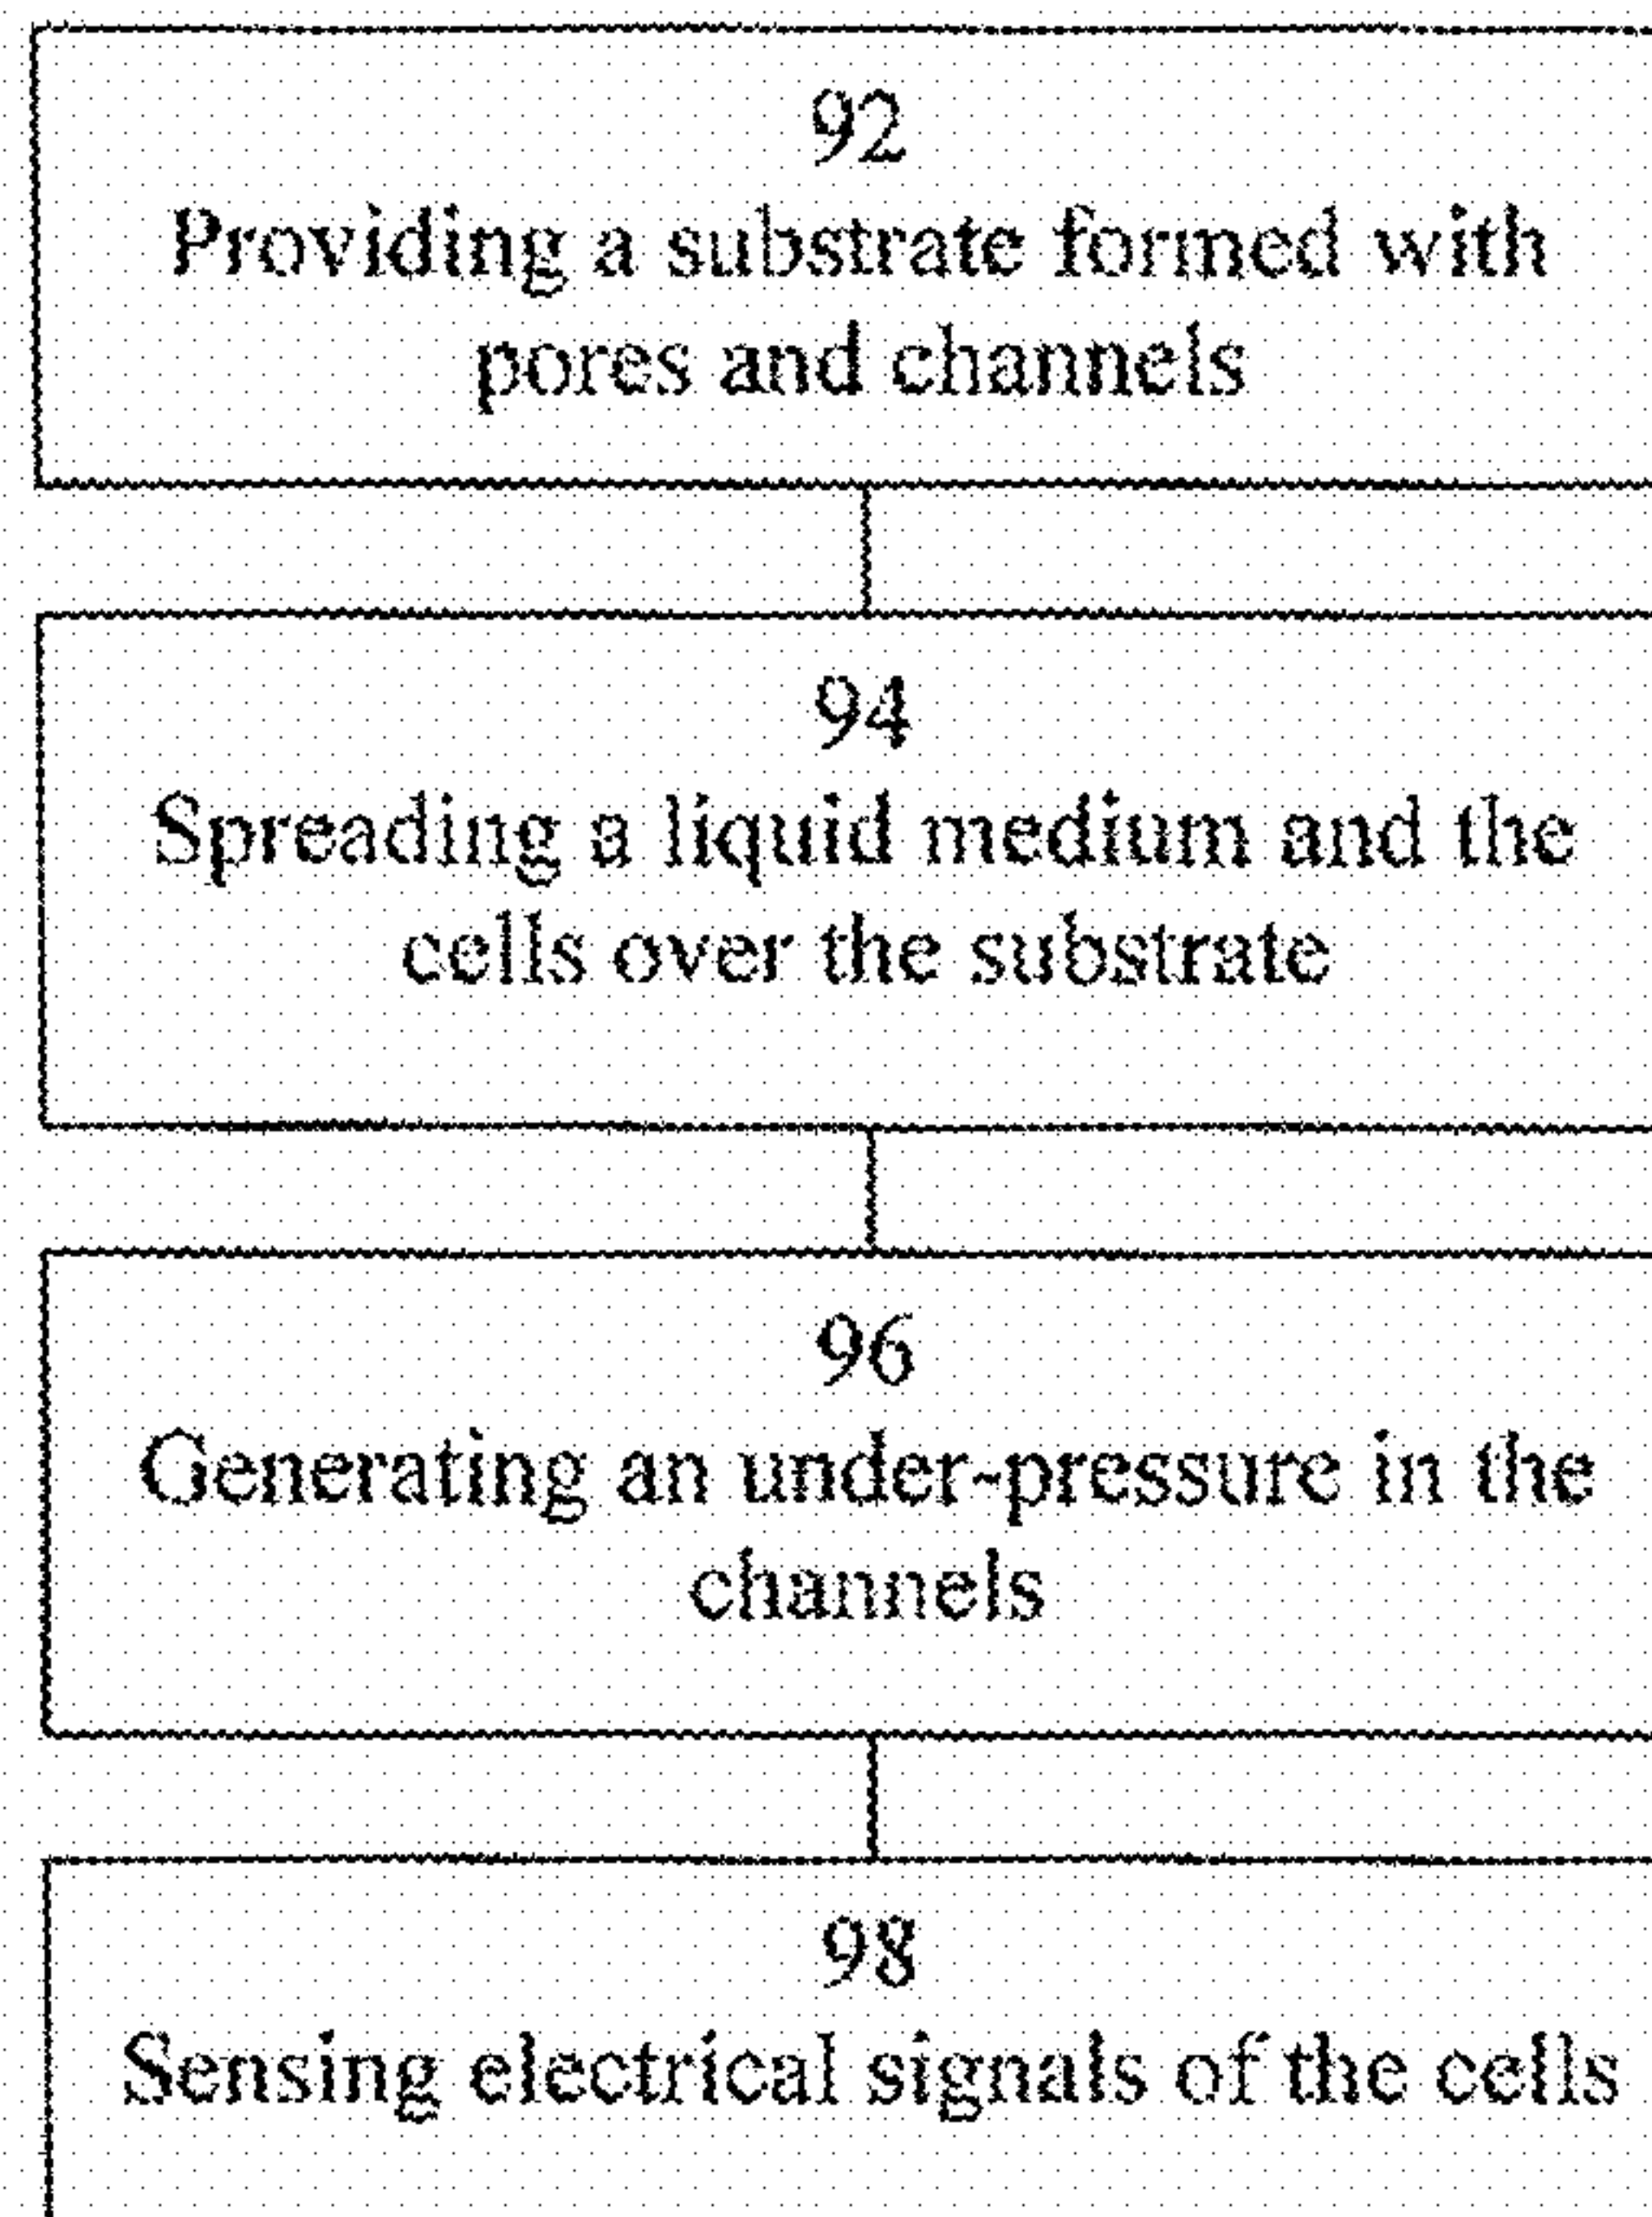 92
Providing a substrate formed with
pores and channels
94
Spreading a liquid medium and the
cells over the substrate
96
Generating an under-pressure in the
channels
98
Sensing electrical signals of the cells